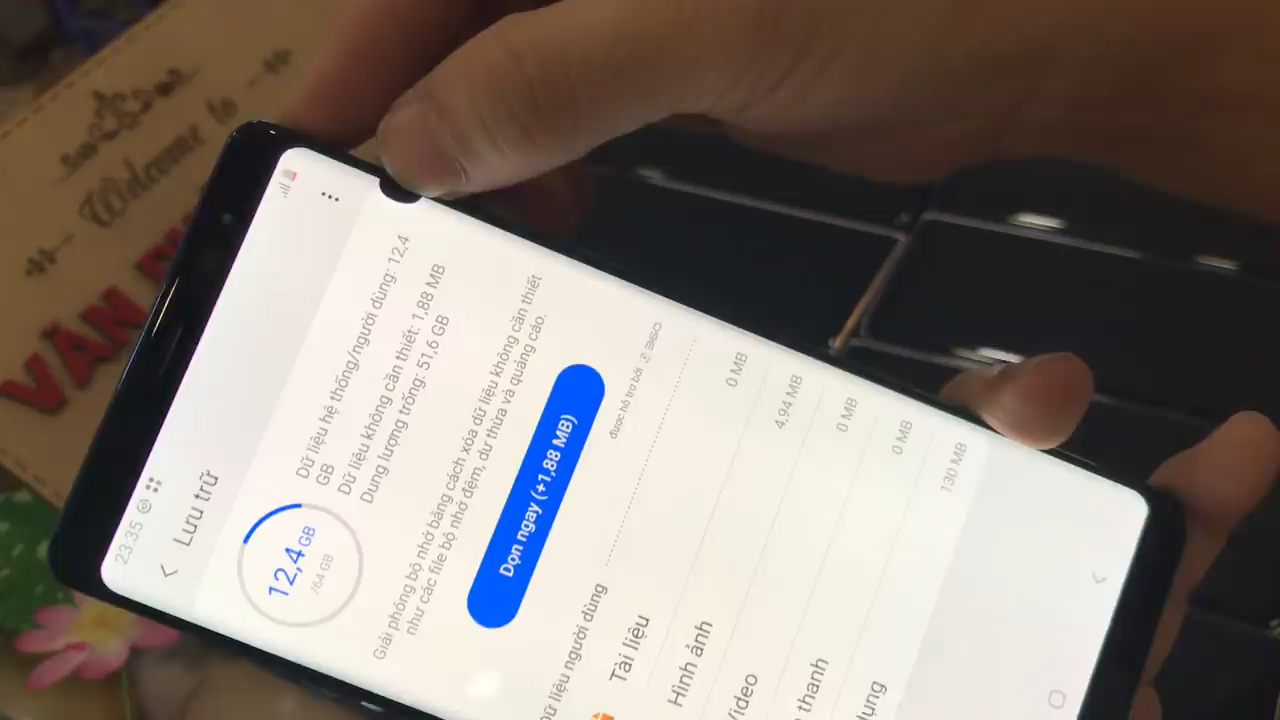 Welcome to
VĂN
23:35
Lưu trữ
12,4 GB
/64 GB
Dữ liệu hệ thống/người dùng: 12,4
GB
Dữ liệu không cần thiết: 1,88 MB
Dung lượng trống: 51,6 GB
Giải phóng bộ nhớ bằng cách xóa dữ liệu không cần thiết
như các file bộ nhớ đệm, dư thừa và quảng cáo.
Dọn ngay (+1,88 MB)
được hỗ trợ bởi 360
Dữ liệu người dùng
Tài liệu 0 MB
Hình ảnh 4,94 MB
Video 0 MB
thanh 0 MB
dụng 130 MB